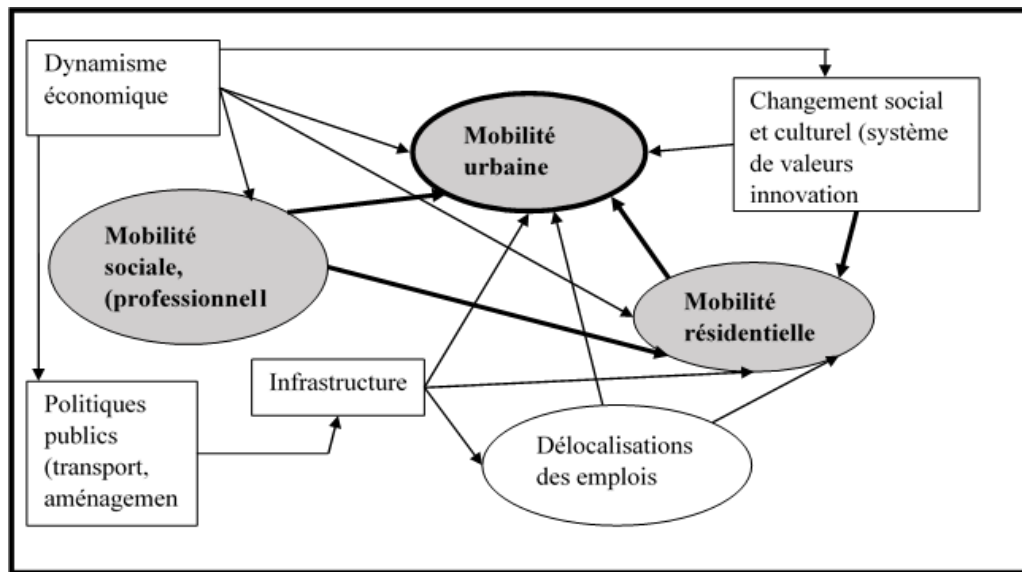 Dynamisme
économique
Changement social
et culturel (système
de valeurs
innovation
Mobilité
urbaine
Mobilité
sociale,
(professionnell
Mobilité
résidentielle
Infrastructure
Politiques
publics
(transport,
aménagemen
Délocalisations
des emplois